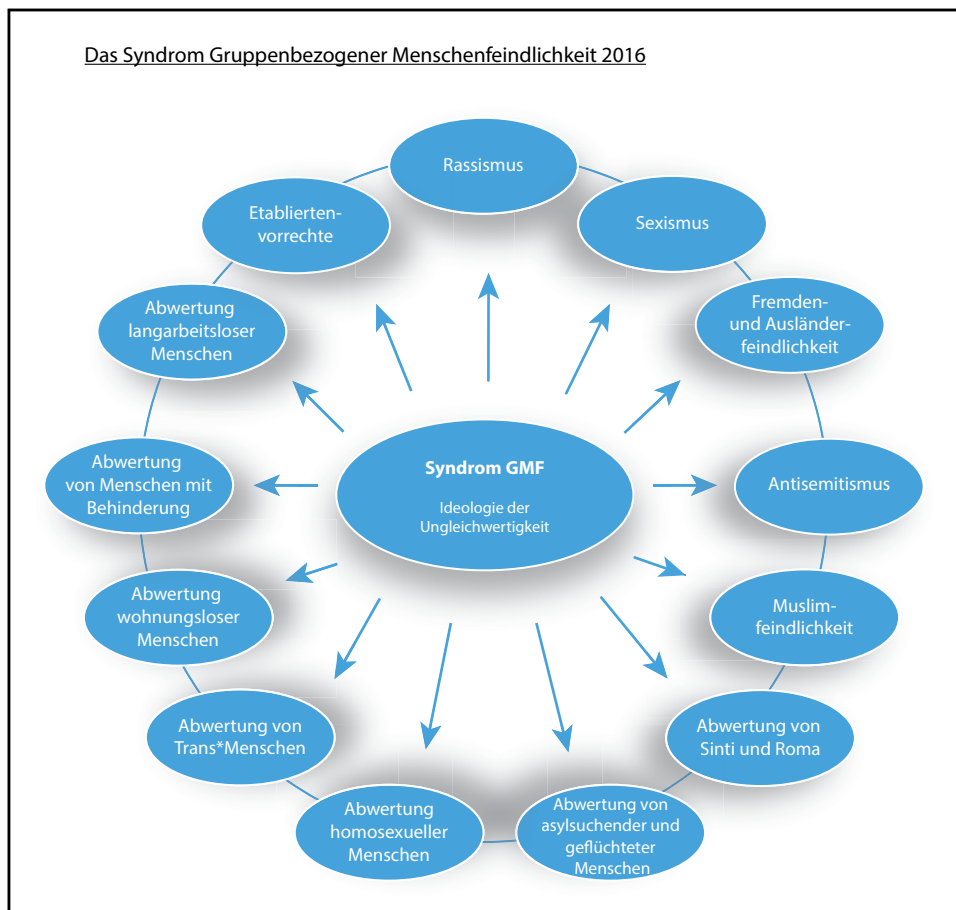 Das Syndrom Gruppenbezogener Menschenfeindlichkeit 2016
Rassismus
Sexismus
Fremden-
und Ausländer-
feindlichkeit
Antisemitismus
Muslim-
feindlichkeit
Abwertung von
Sinti und Roma
Abwertung von
asylsuchender und
geflüchteter
Menschen
Abwertung
homosexueller
Menschen
Abwertung von
Trans*Menschen
Abwertung
wohnungsloser
Menschen
Abwertung
von Menschen mit
Behinderung
Abwertung
langarbeitsloser
Menschen
Etablierten-
vorrechte
Syndrom GMF
Ideologie der
Ungleichwertigkeit